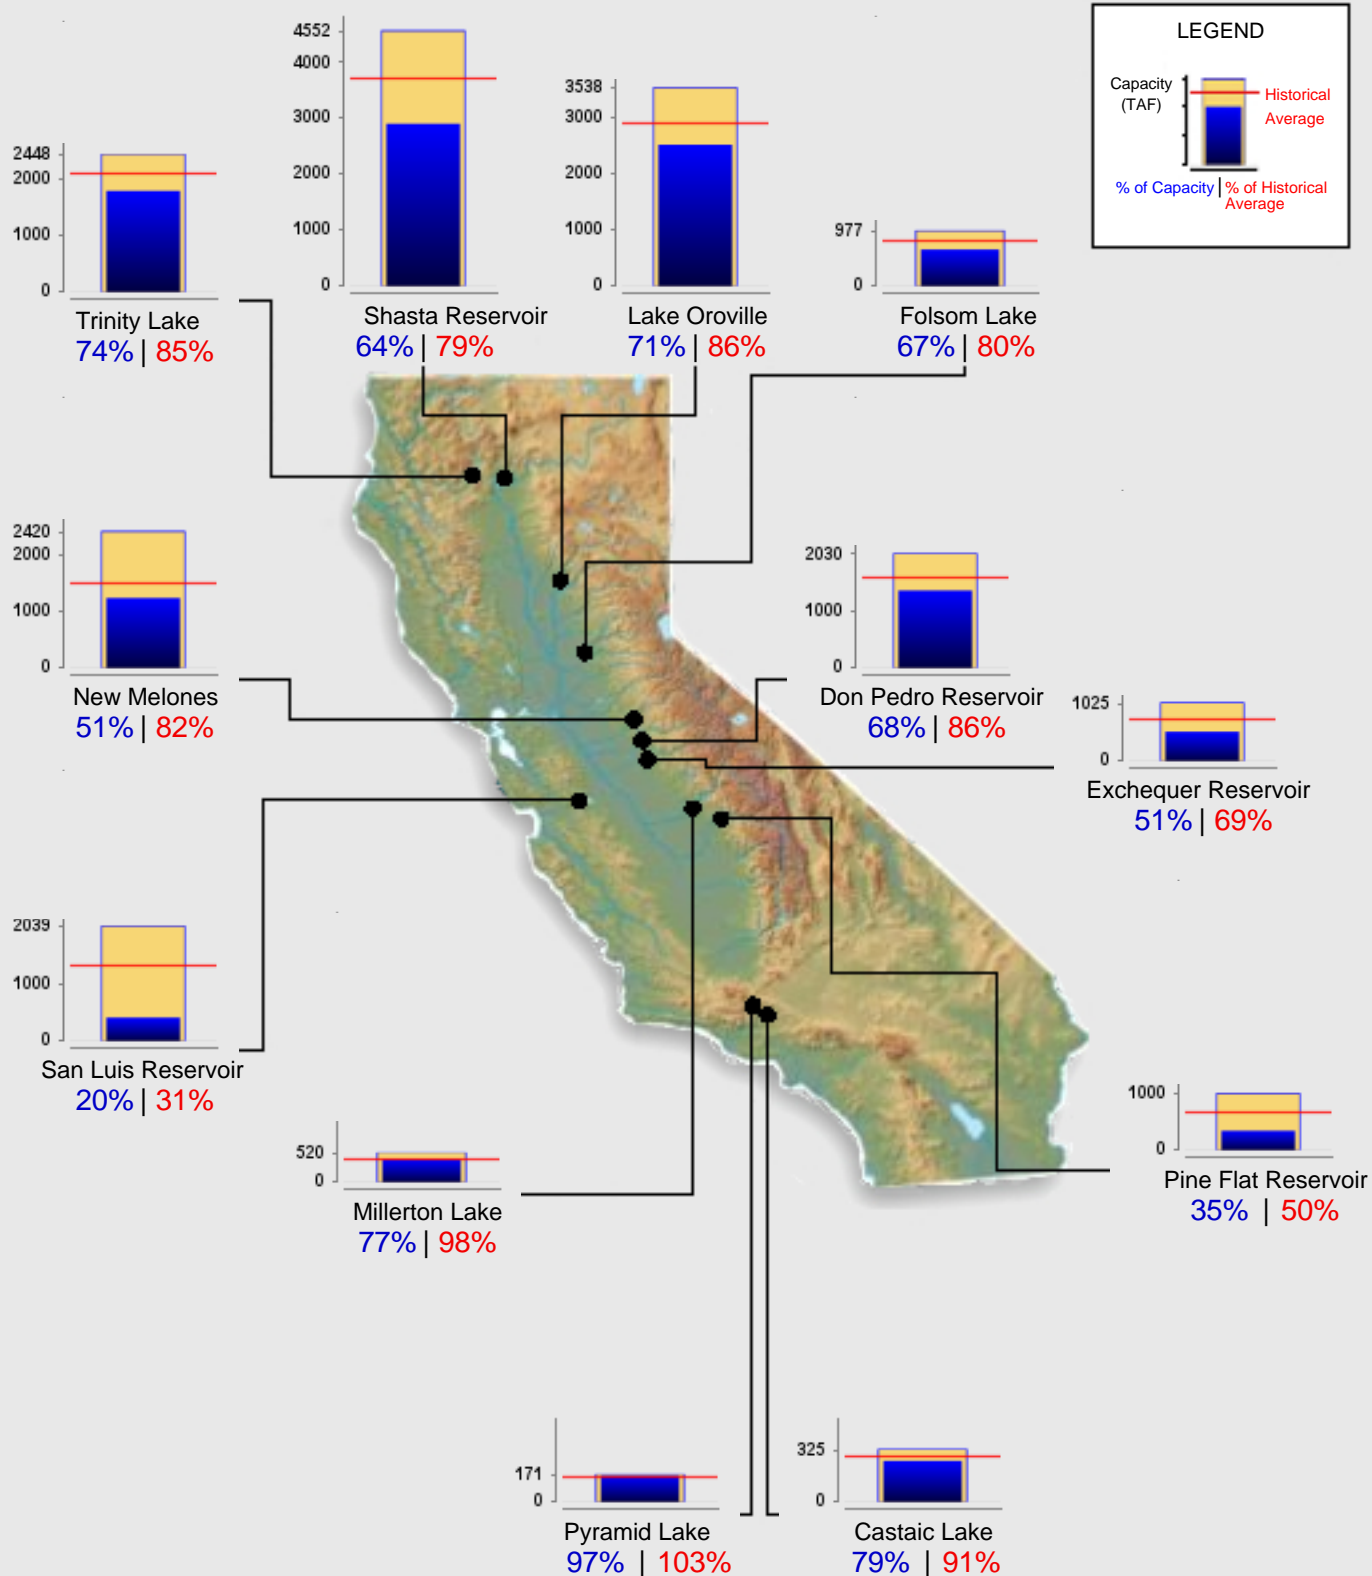 LEGEND
Capacity
(TAF)
Historical
Average
% of Capacity | % of Historical
Average
4552
4000
3000
2000
1000
0
Shasta Reservoir
64% | 79%
3538
3000
2000
1000
0
Lake Oroville
71% | 86%
2448
2000
1000
0
Trinity Lake
74% | 85%
977
0
Folsom Lake
67% | 80%
2420
2000
1000
0
New Melones
51% | 82%
2030
1000
0
Don Pedro Reservoir
68% | 86%
1025
0
Exchequer Reservoir
51% | 69%
2039
1000
0
San Luis Reservoir
20% | 31%
520
0
Millerton Lake
77% | 98%
1000
0
Pine Flat Reservoir
35% | 50%
171
0
Pyramid Lake
97% | 103%
325
0
Castaic Lake
79% | 91%